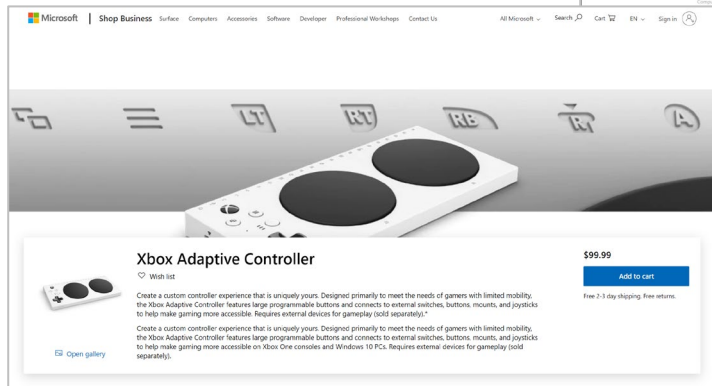 Microsoft Shop Business Surface Computers Accessories Software Developer Professional Workshops Contact Us All Microsoft Search Cart EN Sign in
LT RT RB R A
Xbox Adaptive Controller
$99.99
Wish list
Add to cart
Create a custom controller experience that is uniquely yours. Designed primarily to meet the needs of gamers with limited mobility,
the Xbox Adaptive Controller features large programmable buttons and connects to external switches, buttons, mounts, and joysticks
to help make gaming more accessible. Requires external devices for gameplay (sold separately).*
Free 2-3 day shipping. Free returns.
Create a custom controller experience that is uniquely yours. Designed primarily to meet the needs of gamers with limited mobility,
the Xbox Adaptive Controller features large programmable buttons and connects to external switches, buttons, mounts, and joysticks
to help make gaming more accessible on Xbox One consoles and Windows 10 PCs. Requires external devices for gameplay (sold
separately).
Open gallery